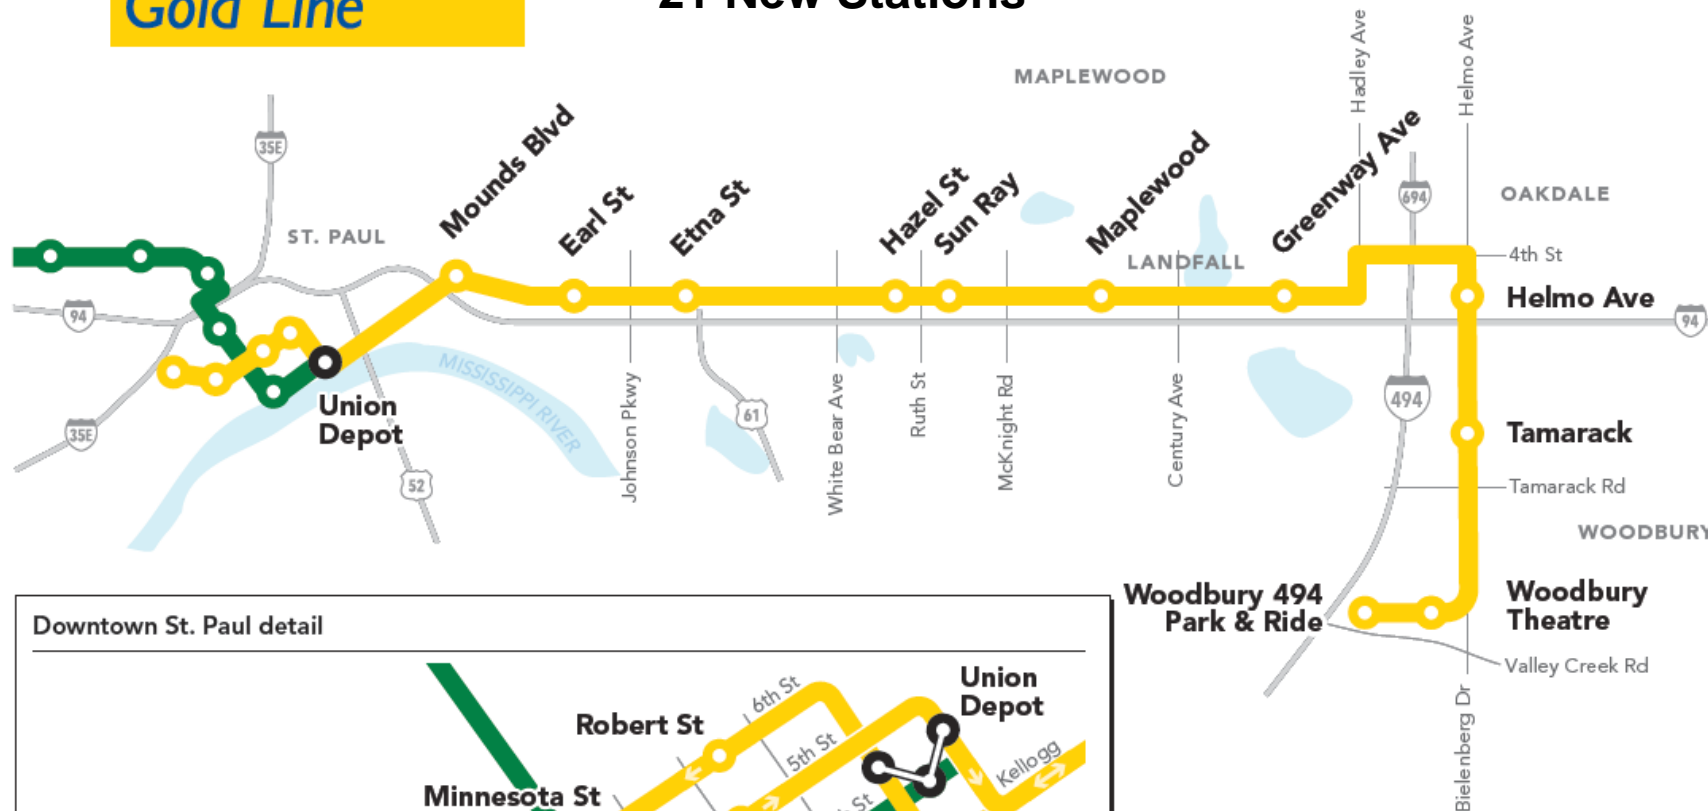 Gold Line
21 New Stations
Hadley Ave
Helmo Ave
MAPLEWOOD
35E
Mounds Blvd
Earl St
Etna St
Hazel St
Sun Ray
Maplewood
Greenway Ave
694
OAKDALE
ST. PAUL
LANDFALL
4th St
Helmo Ave
94
94
MISSISSIPPI RIVER
Union
Depot
35E
52
Johnson Pkwy
61
White Bear Ave
Ruth St
McKnight Rd
Century Ave
494
Tamarack
Tamarack Rd
WOODBURY
Woodbury 494
Park & Ride
Woodbury
Theatre
Valley Creek Rd
Bielenberg Dr
Downtown St. Paul detail
Union
Depot
6th St
Robert St
5th St
Kellogg
Minnesota St
St